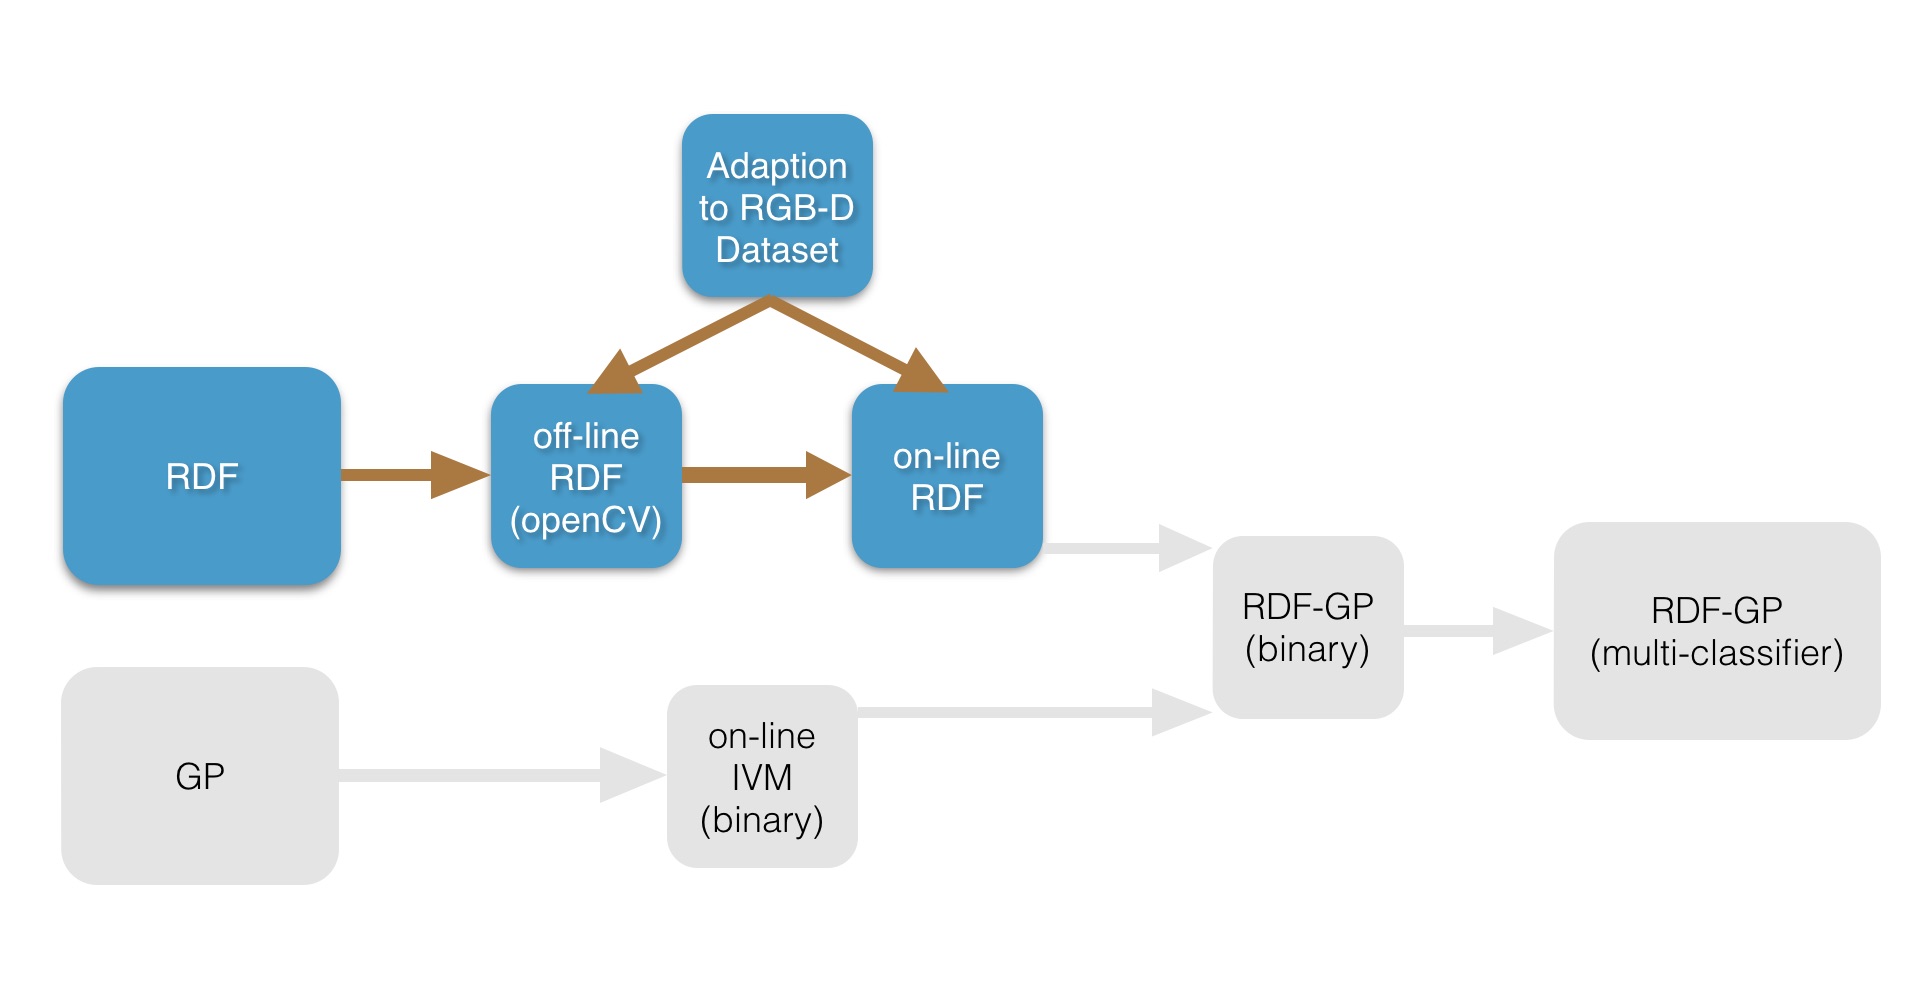 Adaption
to RGB-D
Dataset
RDF
off-line
RDF
(openCV)
on-line
RDF
RDF-GP
(binary)
RDF-GP
(multi-classifier)
GP
on-line
IVM
(binary)